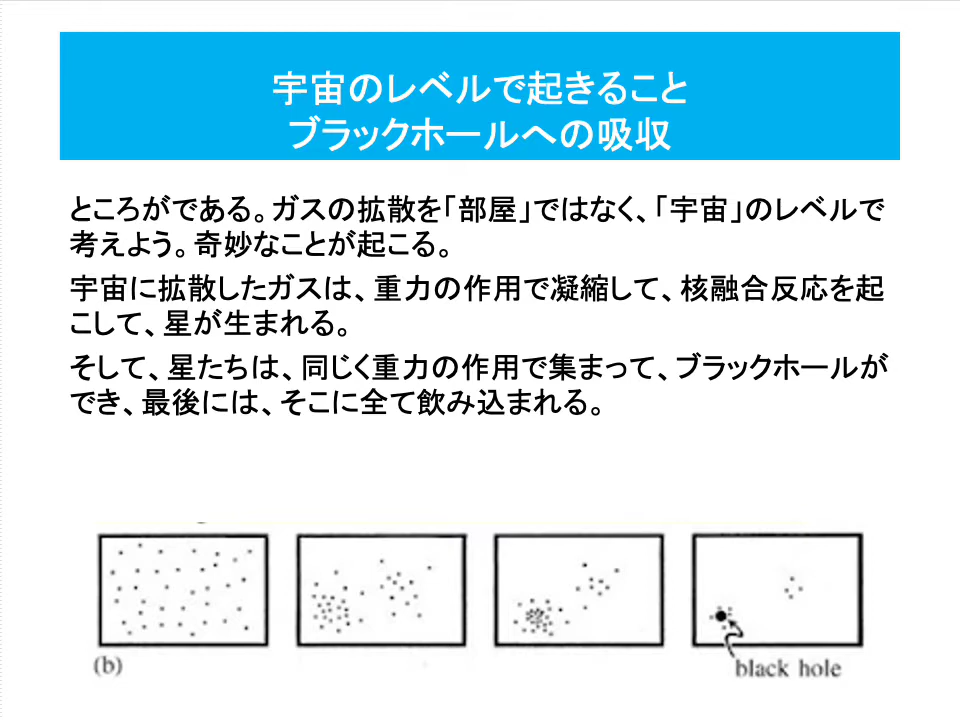 宇宙のレベルで起きること
ブラックホールへの吸収
ところがである。ガスの拡散を「部屋」ではなく、「宇宙」のレベルで
考えよう。奇妙なことが起こる。
宇宙に拡散したガスは、重力の作用で凝縮して、核融合反応を起
こして、星が生まれる。
そして、星たちは、同じく重力の作用で集まって、ブラックホールが
でき、最後には、そこに全て飲み込まれる。
(b)
black hole